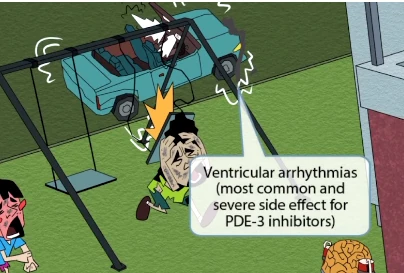 Ventricular arrhythmias
(most common and
severe side effect for
PDE-3 inhibitors)